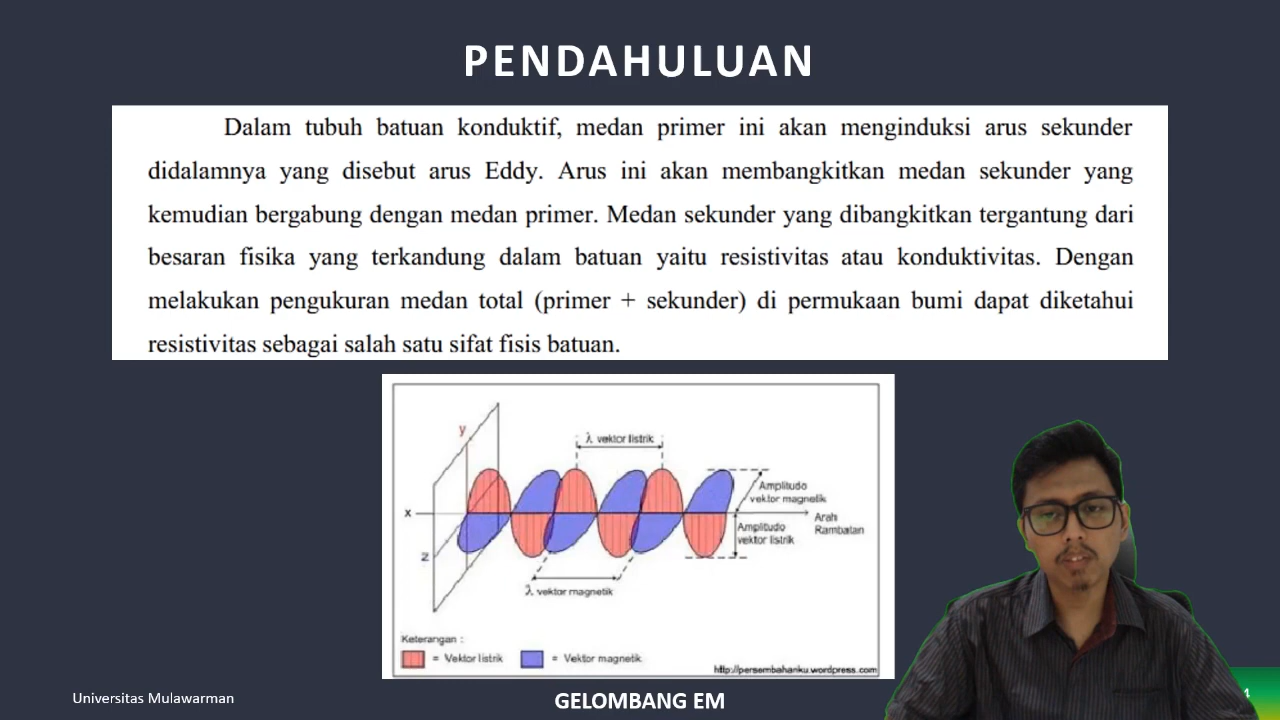 PENDAHULUAN
Dalam tubuh batuan konduktif, medan primer ini akan menginduksi arus sekunder
didalamnya yang disebut arus Eddy. Arus ini akan membangkitkan medan sekunder yang
kemudian bergabung dengan medan primer. Medan sekunder yang dibangkitkan tergantung dari
besaran fisika yang terkandung dalam batuan yaitu resistivitas atau konduktivitas. Dengan
melakukan pengukuran medan total (primer + sekunder) di permukaan bumi dapat diketahui
resistivitas sebagai salah satu sifat fisis batuan.
y
λ vektor listrik
Amplitudo
vektor magnetik
x
Arah
Rambatan
Amplitudo
vektor listrik
z
λ vektor magnetik
Keterangan :
= Vektor listrik
= Vektor magnetik
http://persembahanku.wordpress.com
Universitas Mulawarman
GELOMBANG EM
4